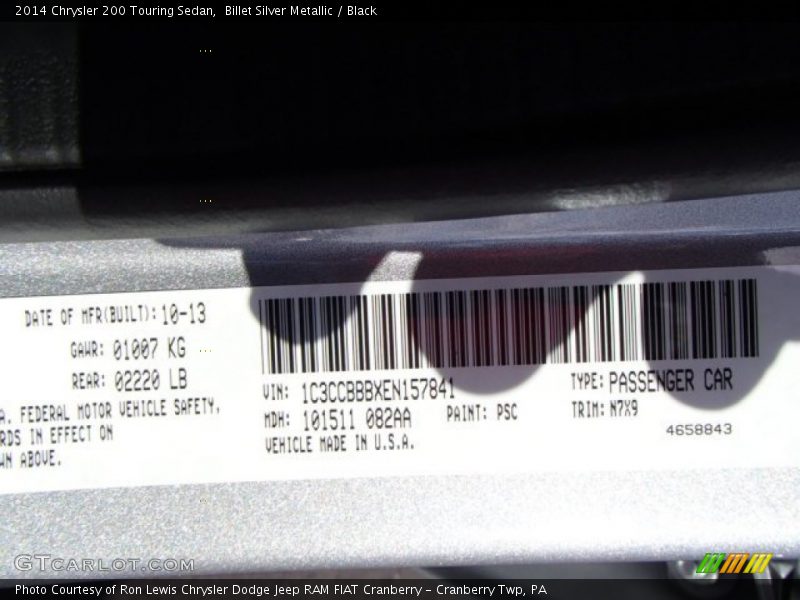 2014 Chrysler 200 Touring Sedan,  Billet Silver Metallic / Black
DATE OF MFR(BUILT): 10-13
GAWR: 01007 KG
REAR: 02220 LB
A. FEDERAL MOTOR VEHICLE SAFETY,
RDS IN EFFECT ON
WN ABOVE.
VIN: 1C3CCBBBXEN157841 TYPE: PASSENGER CAR
MDH: 101511 082AA PAINT: PSC TRIM: N7X9
VEHICLE MADE IN U.S.A.
4658843
GTCARLOT.COM
Photo Courtesy of Ron Lewis Chrysler Dodge Jeep RAM FIAT Cranberry – Cranberry Twp, PA